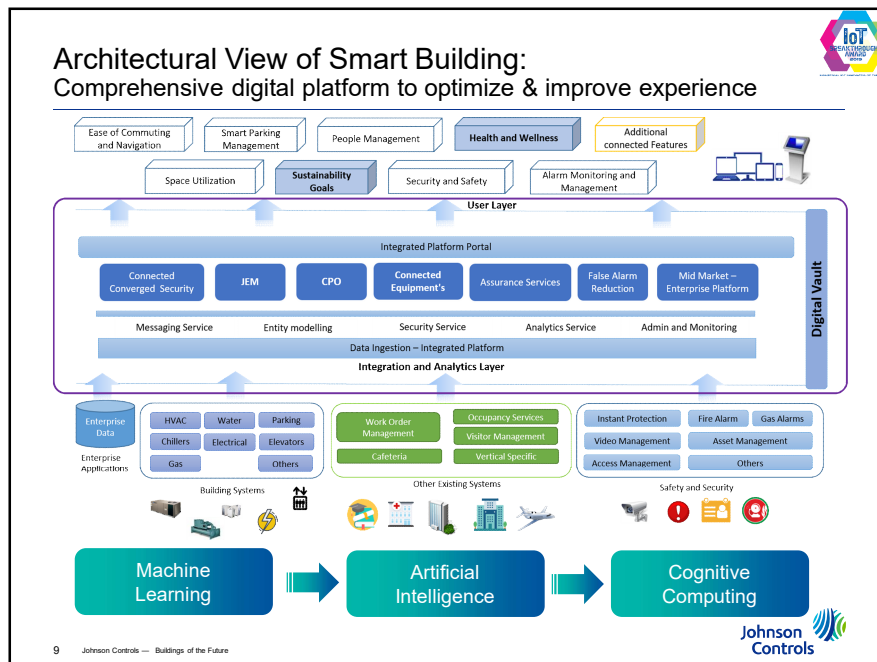 Architectural View of Smart Building:
Comprehensive digital platform to optimize & improve experience
IoT
BREAKTHROUGH
AWARD
2019
Ease of Commuting
and Navigation
Smart Parking
Management
People Management
Health and Wellness
Additional
connected Features
Space Utilization
Sustainability
Goals
Security and Safety
Alarm Monitoring and
Management
User Layer
Integrated Platform Portal
Connected
Converged Security
JEM
CPO
Connected
Equipment's
Assurance Services
False Alarm
Reduction
Mid Market –
Enterprise Platform
Digital Vault
Messaging Service
Entity modelling
Security Service
Analytics Service
Admin and Monitoring
Data Ingestion – Integrated Platform
Integration and Analytics Layer
Enterprise
Data
Enterprise
Applications
HVAC
Water
Parking
Chillers
Electrical
Elevators
Gas
Others
Building Systems
Work Order
Management
Occupancy Services
Visitor Management
Cafeteria
Vertical Specific
Other Existing Systems
Instant Protection
Fire Alarm
Gas Alarms
Video Management
Asset Management
Access Management
Others
Safety and Security
Machine
Learning
Artificial
Intelligence
Cognitive
Computing
9
Johnson Controls — Buildings of the Future
Johnson
Controls